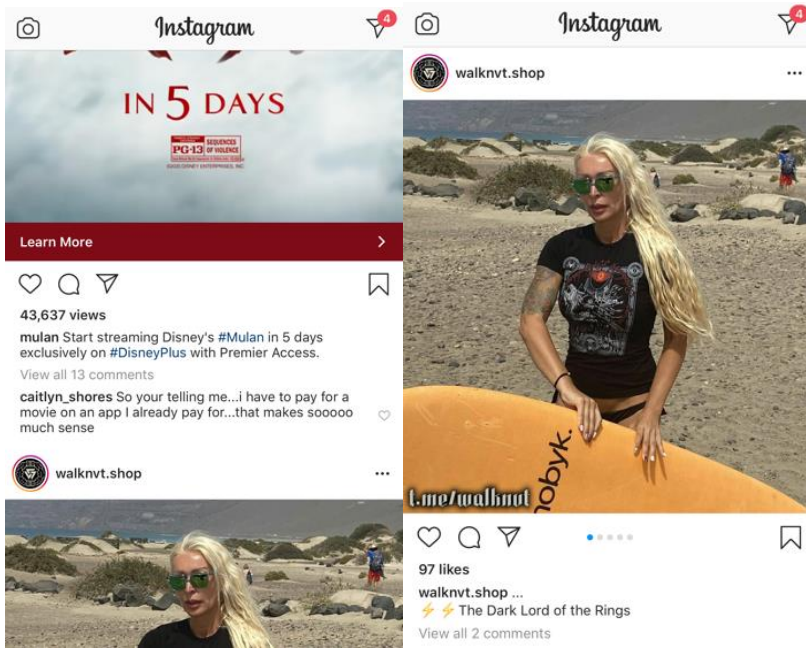 Instagram
4
IN 5 DAYS
PG-13
SEQUENCES
OF VIOLENCE
Learn More
43,637 views
mulan Start streaming Disney's #Mulan in 5 days
exclusively on #DisneyPlus with Premier Access.
View all 13 comments
caitlyn_shores So your telling me...i have to pay for a
movie on an app I already pay for...that makes sooooo
much sense
walknvt.shop
Instagram
4
walknvt.shop
nobyk.
t.me/walknut
97 likes
walknvt.shop ...
⚡⚡The Dark Lord of the Rings
View all 2 comments